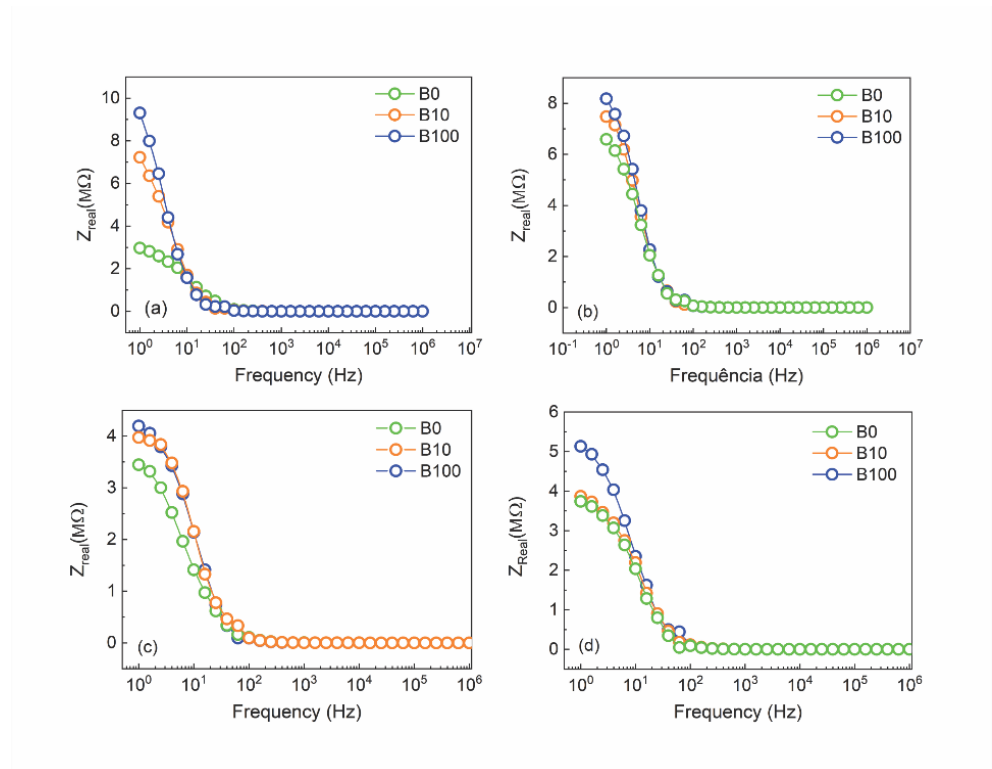 10
8
6
4
2
0
Z_real(MΩ)
B0
B10
B100
(a)
10^0 10^1 10^2 10^3 10^4 10^5 10^6 10^7
Frequency (Hz)
8
6
4
2
0
Z_real(MΩ)
B0
B10
B100
(b)
10^-1 10^0 10^1 10^2 10^3 10^4 10^5 10^6 10^7
Frequência (Hz)
4
3
2
1
0
Z_real(MΩ)
B0
B10
B100
(c)
10^0 10^1 10^2 10^3 10^4 10^5 10^6
Frequency (Hz)
6
5
4
3
2
1
0
Z_Real(MΩ)
B0
B10
B100
(d)
10^0 10^1 10^2 10^3 10^4 10^5 10^6
Frequency (Hz)